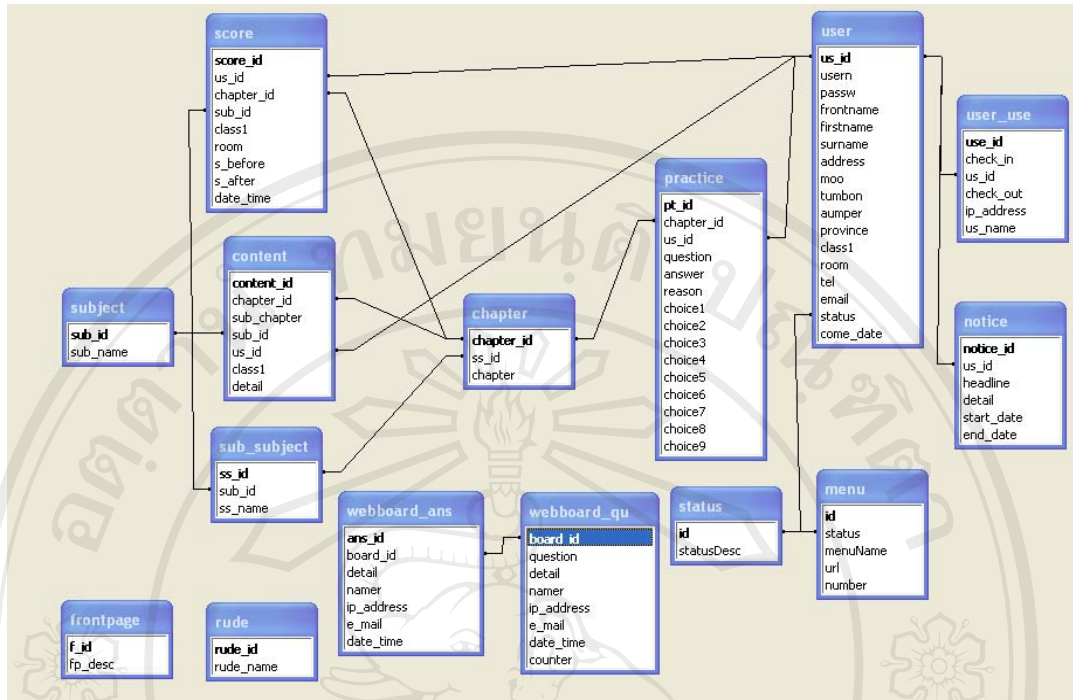 score
score_id
us_id
chapter_id
sub_id
class1
room
s_before
s_after
date_time
user
us_id
usern
passw
frontname
firstname
surname
address
moo
tumbon
aumper
province
class1
room
tel
email
status
come_date
user_use
use_id
check_in
us_id
check_out
ip_address
us_name
practice
pt_id
chapter_id
us_id
question
answer
reason
choice1
choice2
choice3
choice4
choice5
choice6
choice7
choice8
choice9
content
content_id
chapter_id
sub_chapter
sub_id
us_id
class1
detail
subject
sub_id
sub_name
chapter
chapter_id
ss_id
chapter
notice
notice_id
us_id
headline
detail
start_date
end_date
sub_subject
ss_id
sub_id
ss_name
webboard_ans
ans_id
board_id
detail
namer
ip_address
e_mail
date_time
webboard_qu
board_id
question
detail
namer
ip_address
e_mail
date_time
counter
status
id
statusDesc
menu
id
status
menuName
url
number
frontpage
f_id
fp_desc
rude
rude_id
rude_name